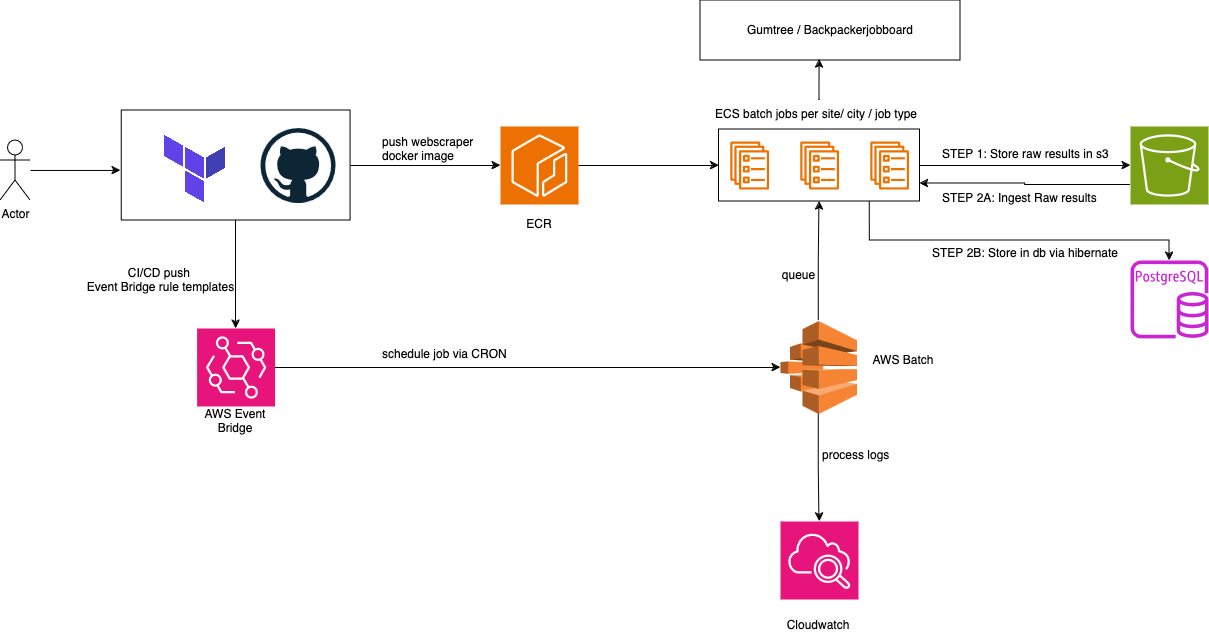 Gumtree / Backpackerjobboard
ECS batch jobs per site/ city / job type
push webscraper
docker image
STEP 1: Store raw results in s3
STEP 2A: Ingest Raw results
Actor
ECR
STEP 2B: Store in db via hibernate
CI/CD push
Event Bridge rule templates
queue
PostgreSQL
schedule job via CRON
AWS Batch
AWS Event
Bridge
process logs
Cloudwatch